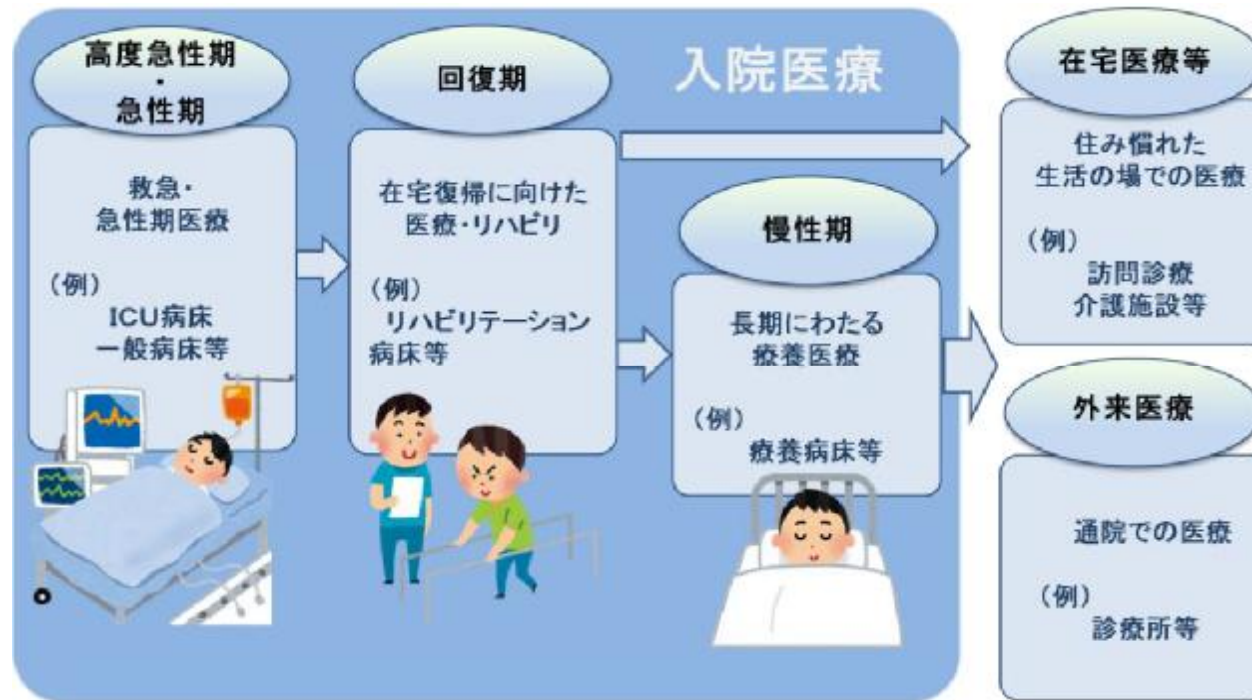 入院医療
高度急性期
・
急性期
救急・
急性期医療
(例)
ICU病床
一般病床等
回復期
在宅復帰に向けた
医療・リハビリ
(例)
リハビリテーション
病床等
慢性期
長期にわたる
療養医療
(例)
療養病床等
在宅医療等
住み慣れた
生活の場での医療
(例)
訪問診療
介護施設等
外来医療
通院での医療
(例)
診療所等